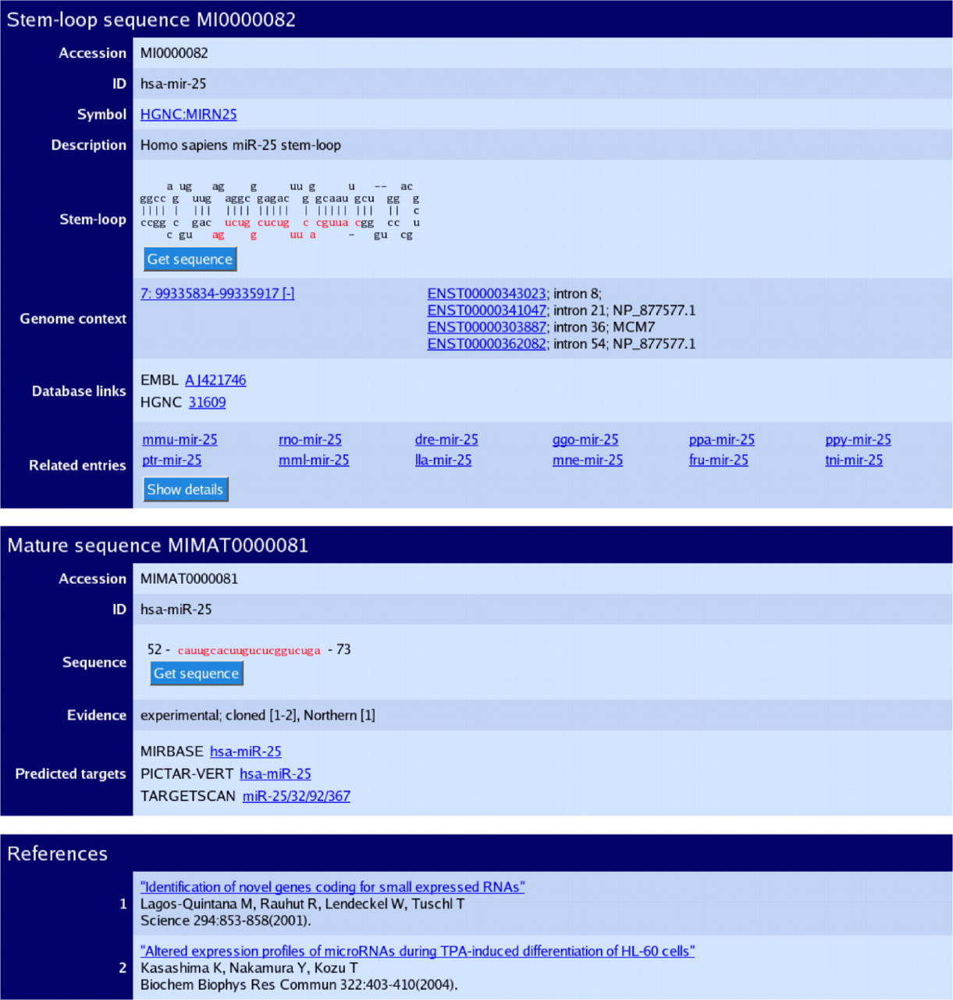 Stem-loop sequence MI0000082
Accession MI0000082
ID hsa-mir-25
Symbol HGNC:MIRN25
Description Homo sapiens miR-25 stem-loop
Stem-loop
    a ug   ag    g     uu g     u   --  ac
ggcc g  uug  aggc gagac  g gcaau gcu  gg  g
|||| |  |||  |||| |||||  | ||||| |||  ||  c
ccgg c  gac  ucug cucug  c cguua cgg  cc  u
    c gu   ag    g     uu a     -   gu  cg
Get sequence
Genome context 7: 99335834-99335917 [-] ENST00000343023; intron 8;
ENST00000341047; intron 21; NP_877577.1
ENST00000303887; intron 36; MCM7
ENST00000362082; intron 54; NP_877577.1
Database links EMBL AJ421746
HGNC 31609
Related entries mmu-mir-25 rno-mir-25 dre-mir-25 ggo-mir-25 ppa-mir-25 ppy-mir-25
ptr-mir-25 mml-mir-25 lla-mir-25 mne-mir-25 fru-mir-25 tni-mir-25
Show details
Mature sequence MIMAT0000081
Accession MIMAT0000081
ID hsa-miR-25
Sequence 52 - cauugcacuugucucggucuga - 73
Get sequence
Evidence experimental; cloned [1-2], Northern [1]
Predicted targets MIRBASE hsa-miR-25
PICTAR-VERT hsa-miR-25
TARGETSCAN miR-25/32/92/367
References
1 "Identification of novel genes coding for small expressed RNAs"
Lagos-Quintana M, Rauhut R, Lendeckel W, Tuschl T
Science 294:853-858(2001).
2 "Altered expression profiles of microRNAs during TPA-induced differentiation of HL-60 cells"
Kasashima K, Nakamura Y, Kozu T
Biochem Biophys Res Commun 322:403-410(2004).